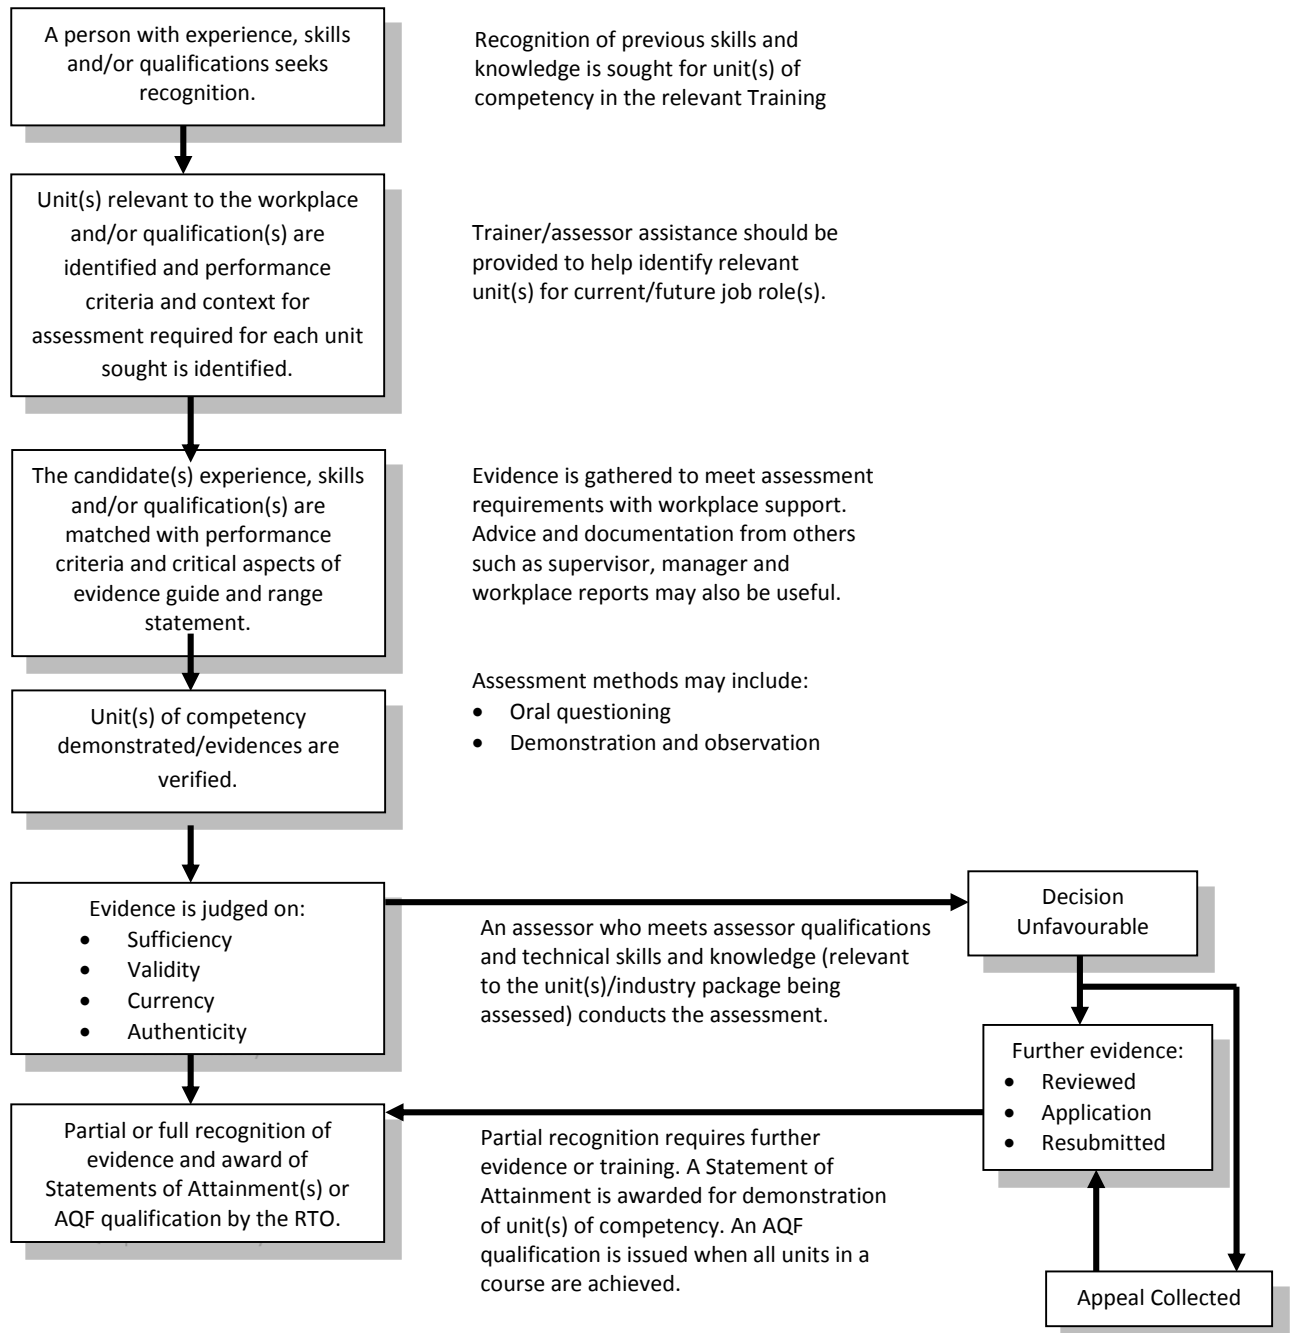 A person with experience, skills
and/or qualifications seeks
recognition.
Recognition of previous skills and
knowledge is sought for unit(s) of
competency in the relevant Training
Unit(s) relevant to the workplace
and/or qualification(s) are
identified and performance
criteria and context for
assessment required for each unit
sought is identified.
Trainer/assessor assistance should be
provided to help identify relevant
unit(s) for current/future job role(s).
The candidate(s) experience, skills
and/or qualification(s) are
matched with performance
criteria and critical aspects of
evidence guide and range
statement.
Evidence is gathered to meet assessment
requirements with workplace support.
Advice and documentation from others
such as supervisor, manager and
workplace reports may also be useful.
Unit(s) of competency
demonstrated/evidences are
verified.
Assessment methods may include:
• Oral questioning
• Demonstration and observation
Evidence is judged on:
• Sufficiency
• Validity
• Currency
• Authenticity
An assessor who meets assessor qualifications
and technical skills and knowledge (relevant
to the unit(s)/industry package being
assessed) conducts the assessment.
Decision
Unfavourable
Further evidence:
• Reviewed
• Application
• Resubmitted
Partial or full recognition of
evidence and award of
Statements of Attainment(s) or
AQF qualification by the RTO.
Partial recognition requires further
evidence or training. A Statement of
Attainment is awarded for demonstration
of unit(s) of competency. An AQF
qualification is issued when all units in a
course are achieved.
Appeal Collected